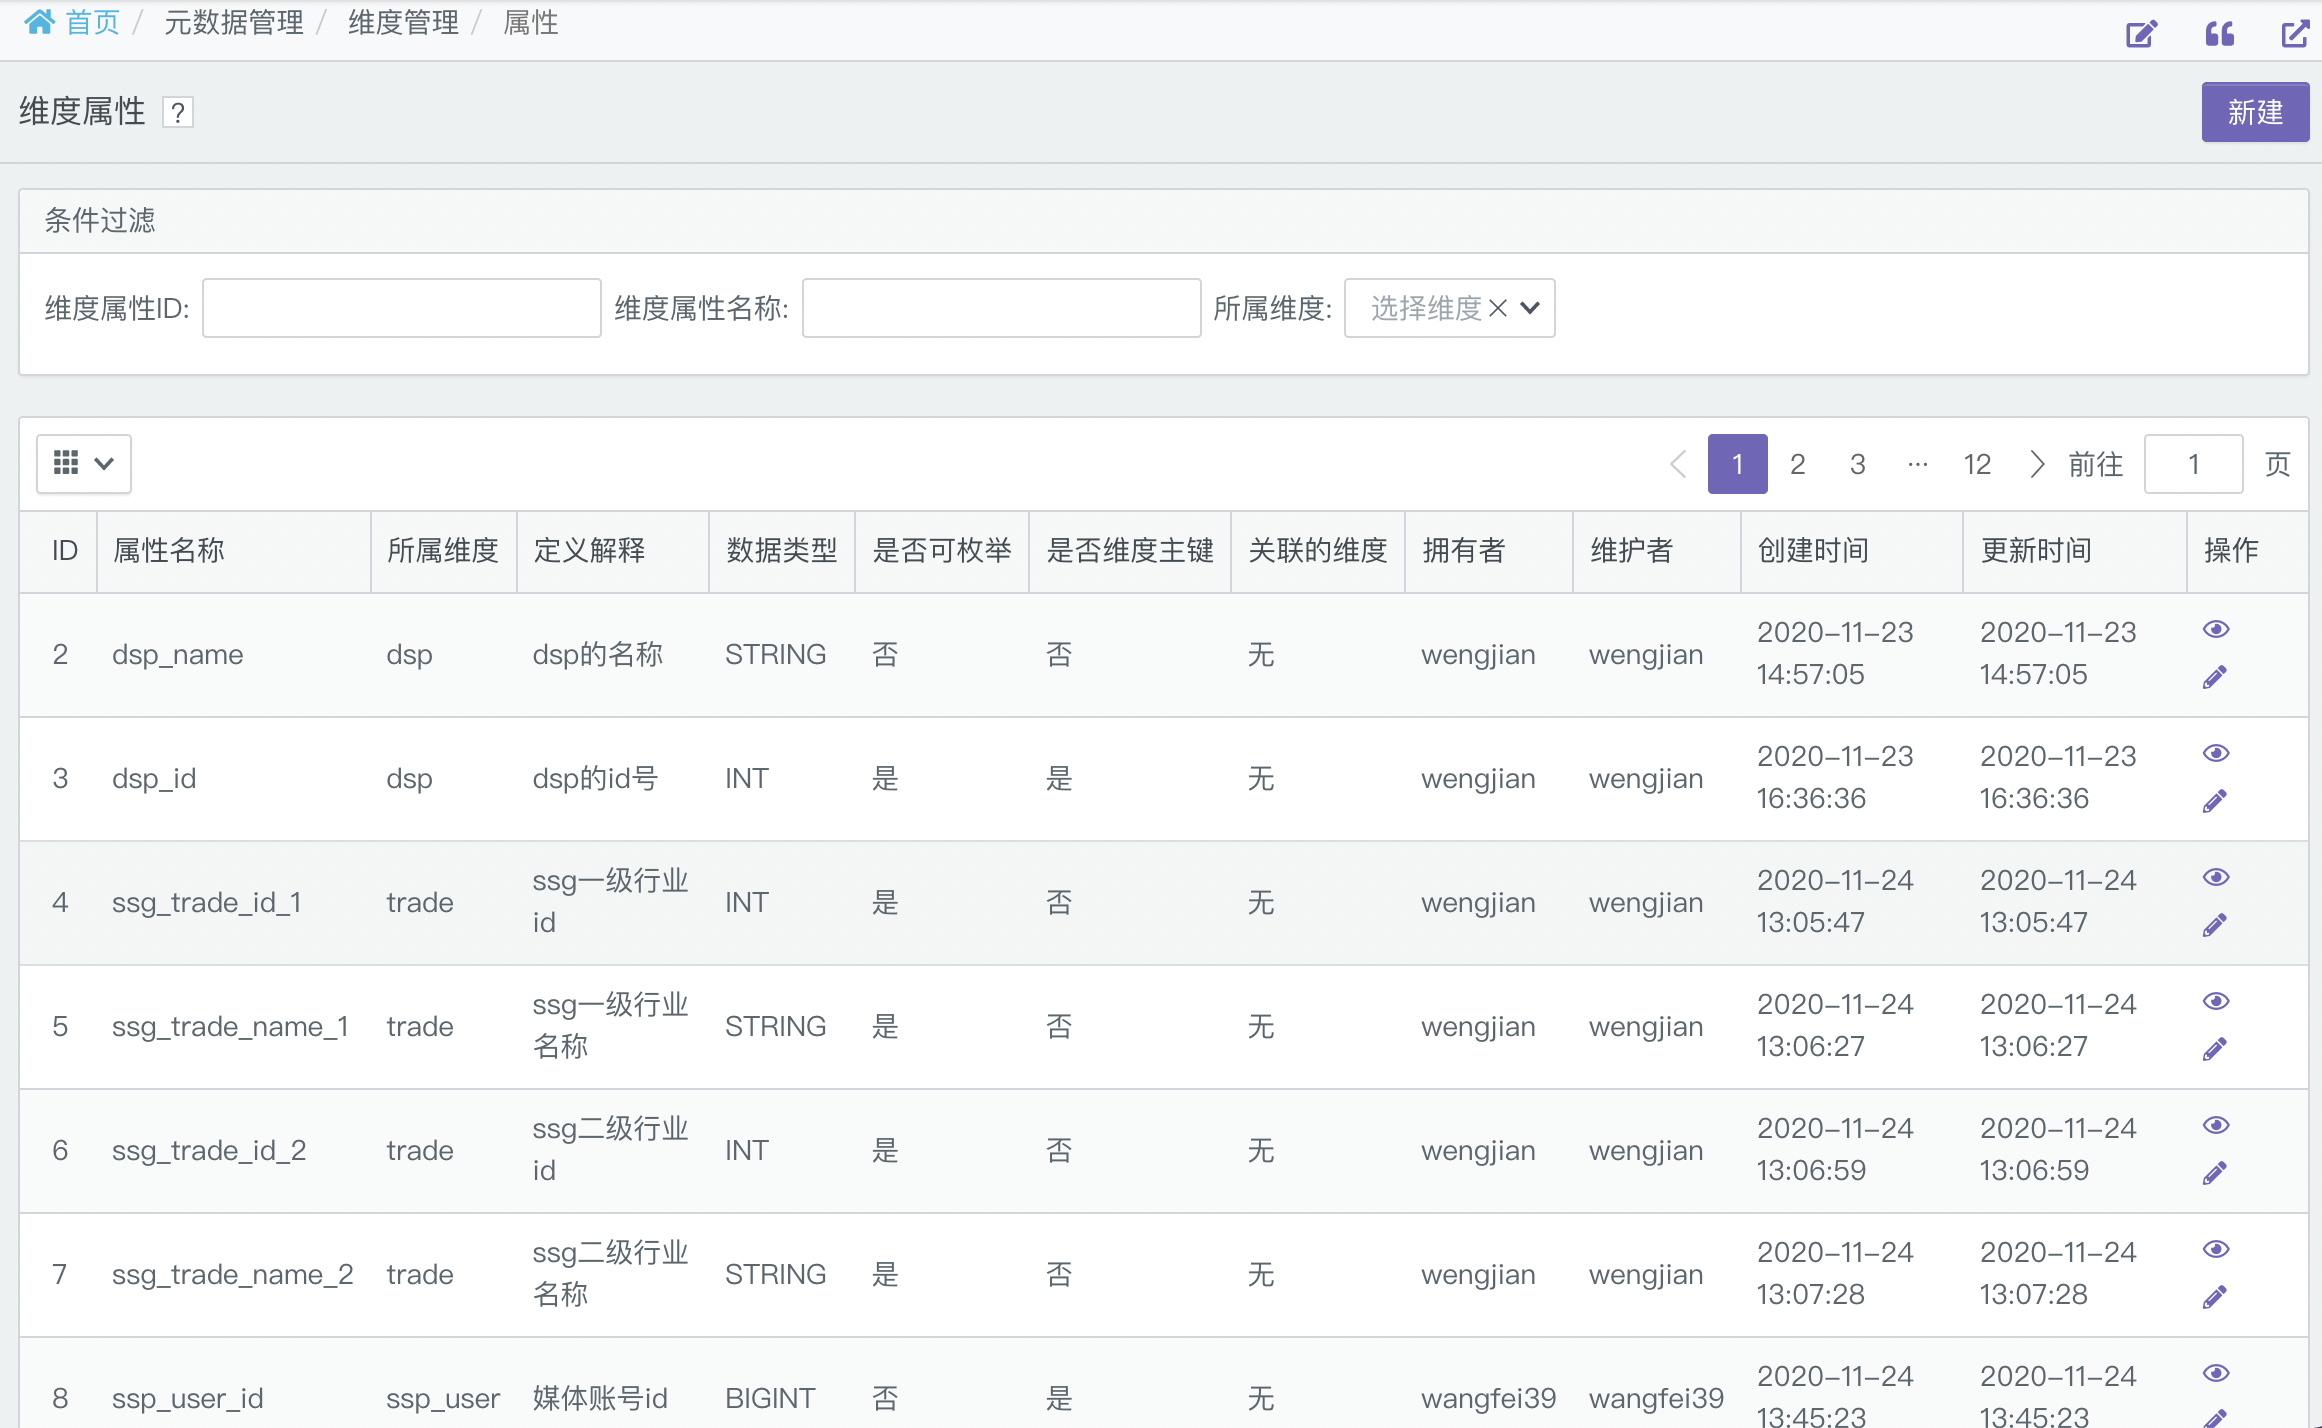 首页 / 元数据管理 / 维度管理 / 属性
维度属性 ?
新建
条件过滤
维度属性ID: 维度属性名称: 所属维度: 选择维度
1 2 3 ... 12 前往 1 页
ID 属性名称 所属维度 定义解释 数据类型 是否可枚举 是否维度主键 关联的维度 拥有者 维护者 创建时间 更新时间 操作
2 dsp_name dsp dsp的名称 STRING 否 否 无 wengjian wengjian 2020-11-23 14:57:05 2020-11-23 14:57:05
3 dsp_id dsp dsp的id号 INT 是 是 无 wengjian wengjian 2020-11-23 16:36:36 2020-11-23 16:36:36
4 ssg_trade_id_1 trade ssg一级行业id INT 是 否 无 wengjian wengjian 2020-11-24 13:05:47 2020-11-24 13:05:47
5 ssg_trade_name_1 trade ssg一级行业名称 STRING 是 否 无 wengjian wengjian 2020-11-24 13:06:27 2020-11-24 13:06:27
6 ssg_trade_id_2 trade ssg二级行业id INT 是 否 无 wengjian wengjian 2020-11-24 13:06:59 2020-11-24 13:06:59
7 ssg_trade_name_2 trade ssg二级行业名称 STRING 是 否 无 wengjian wengjian 2020-11-24 13:07:28 2020-11-24 13:07:28
8 ssp_user_id ssp_user 媒体账号id BIGINT 否 是 无 wangfei39 wangfei39 2020-11-24 13:45:23 2020-11-24 13:45:23